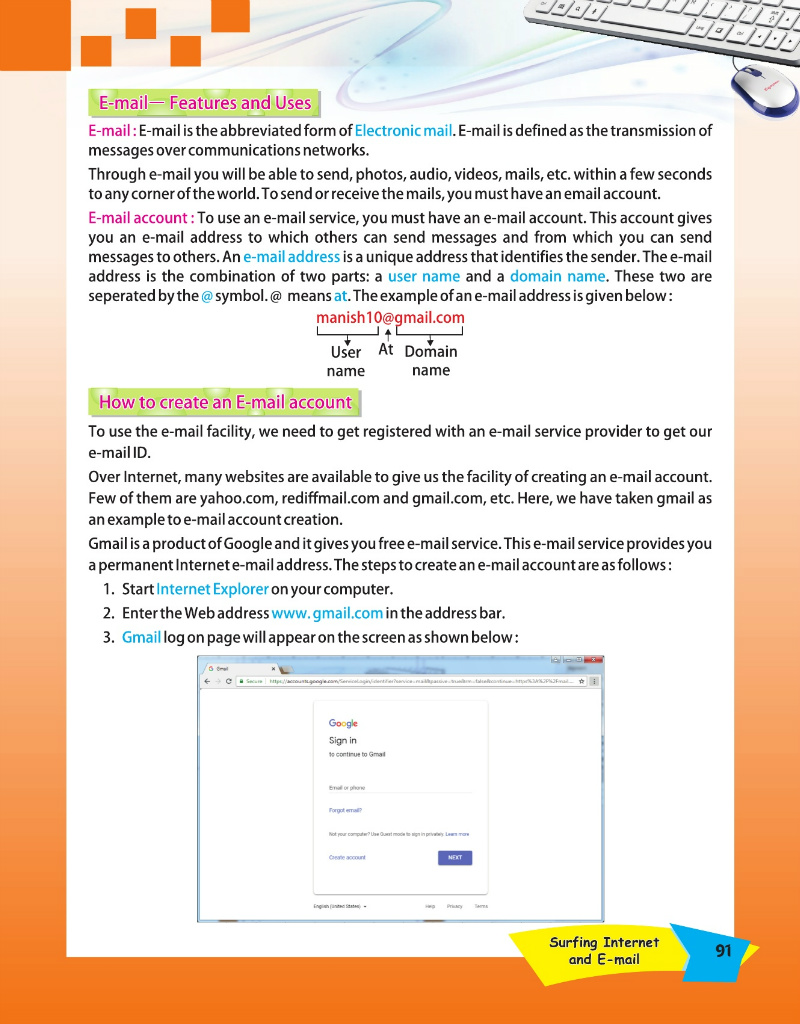 E-mail— Features and Uses
E-mail : E-mail is the abbreviated form of Electronic mail. E-mail is defined as the transmission of
messages over communications networks.
Through e-mail you will be able to send, photos, audio, videos, mails, etc. within a few seconds
to any corner of the world. To send or receive the mails, you must have an email account.
E-mail account : To use an e-mail service, you must have an e-mail account. This account gives
you an e-mail address to which others can send messages and from which you can send
messages to others. An e-mail address is a unique address that identifies the sender. The e-mail
address is the combination of two parts: a user name and a domain name. These two are
seperated by the @ symbol. @ means at. The example of an e-mail address is given below :
manish10@gmail.com
User At Domain
name name
How to create an E-mail account
To use the e-mail facility, we need to get registered with an e-mail service provider to get our
e-mail ID.
Over Internet, many websites are available to give us the facility of creating an e-mail account.
Few of them are yahoo.com, rediffmail.com and gmail.com, etc. Here, we have taken gmail as
an example to e-mail account creation.
Gmail is a product of Google and it gives you free e-mail service. This e-mail service provides you
a permanent Internet e-mail address. The steps to create an e-mail account are as follows :
1. Start Internet Explorer on your computer.
2. Enter the Web address www. gmail.com in the address bar.
3. Gmail log on page will appear on the screen as shown below :
Gmail
Secure https://accounts.google.com/ServiceLogin/identifier?service=mail&passive=true&rm=false&continue=https%3A%2F%2Fmail...
Google
Sign in
to continue to Gmail
Email or phone
Forgot email?
Not your computer? Use Guest mode to sign in privately. Learn more
Create account NEXT
English (United States) Help Privacy Terms
Surfing Internet
and E-mail
91